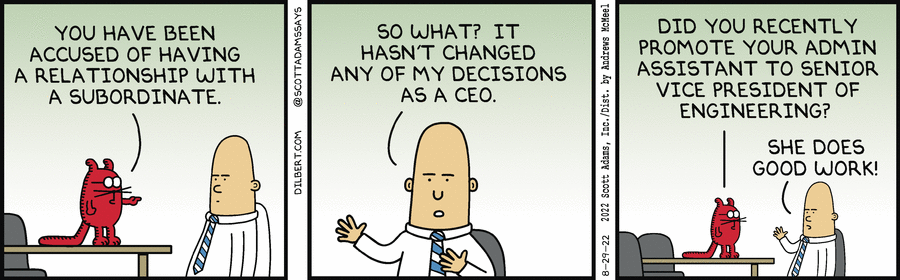 YOU HAVE BEEN
ACCUSED OF HAVING
A RELATIONSHIP WITH
A SUBORDINATE.
DILBERT.COM @SCOTTADAMSSAYS
SO WHAT? IT
HASN'T CHANGED
ANY OF MY DECISIONS
AS A CEO.
8-29-22 2022 Scott Adams, Inc./Dist. by Andrews McMeel
DID YOU RECENTLY
PROMOTE YOUR ADMIN
ASSISTANT TO SENIOR
VICE PRESIDENT OF
ENGINEERING?
SHE DOES
GOOD WORK!